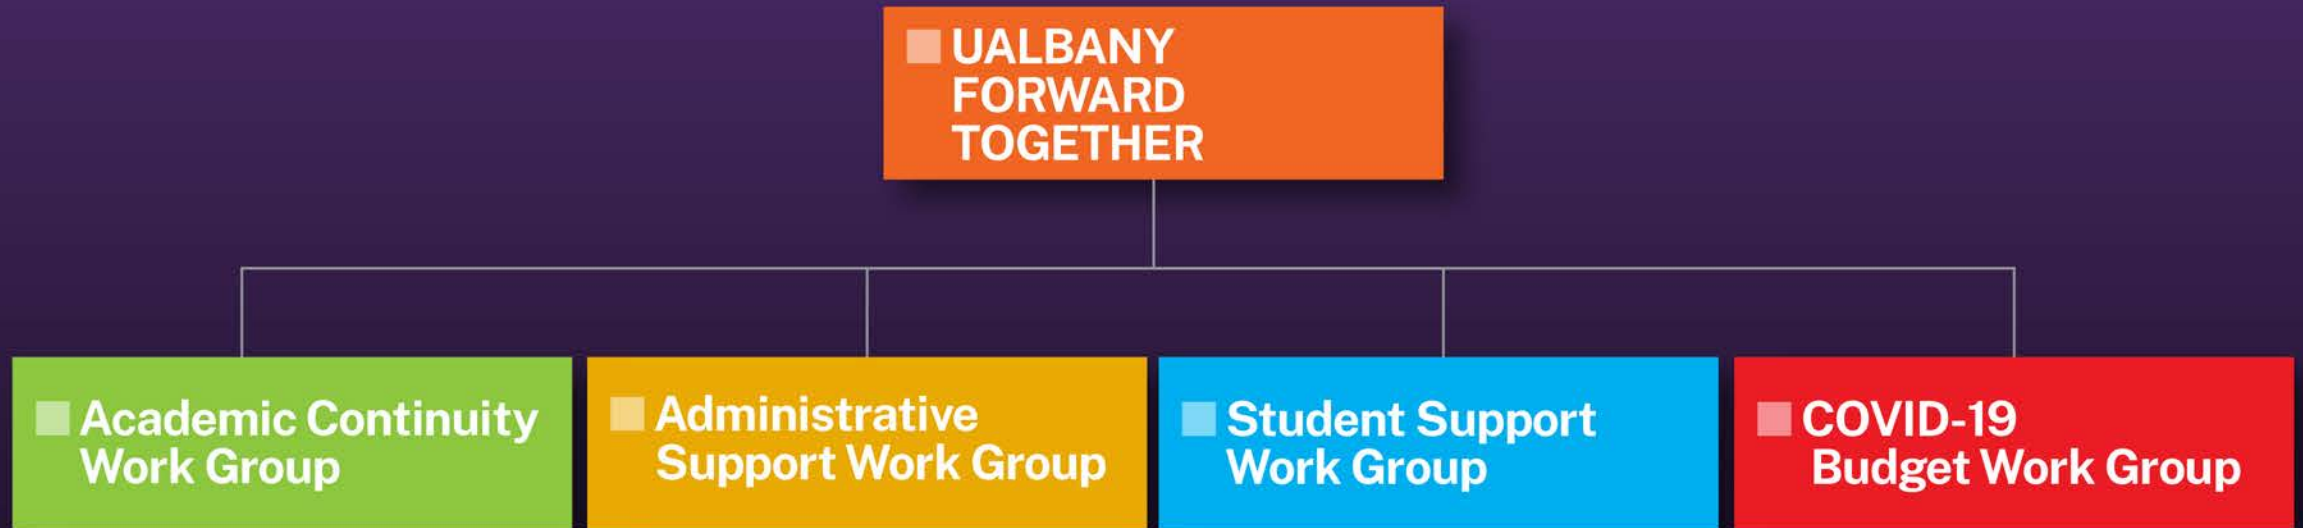 UALBANY
FORWARD
TOGETHER
Academic Continuity
Work Group
Administrative
Support Work Group
Student Support
Work Group
COVID-19
Budget Work Group